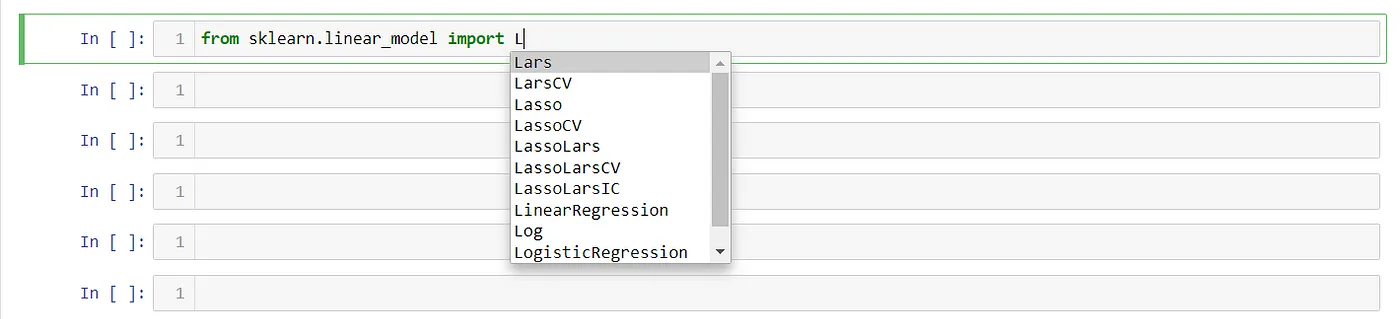 In [ ]: 1 from sklearn.linear_model import L
Lars
In [ ]: 1 LarsCV
Lasso
LassoCV
In [ ]: 1 LassoLars
LassoLarsCV
In [ ]: 1 LassoLarsIC
LinearRegression
Log
In [ ]: 1 LogisticRegression
In [ ]: 1